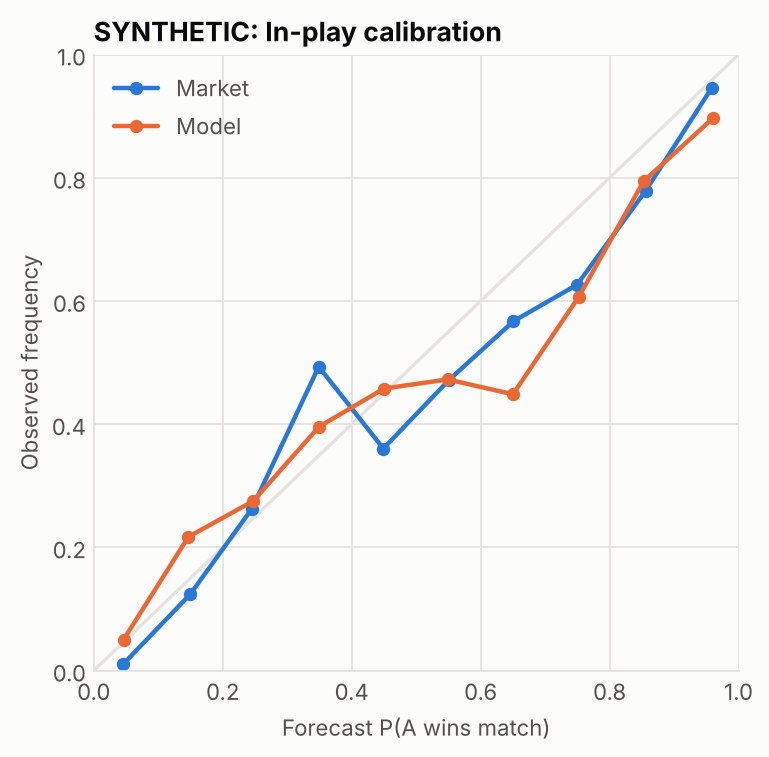 SYNTHETIC: In-play calibration
Market
Model
Observed frequency
1.0
0.8
0.6
0.4
0.2
0.0
0.0 0.2 0.4 0.6 0.8 1.0
Forecast P(A wins match)